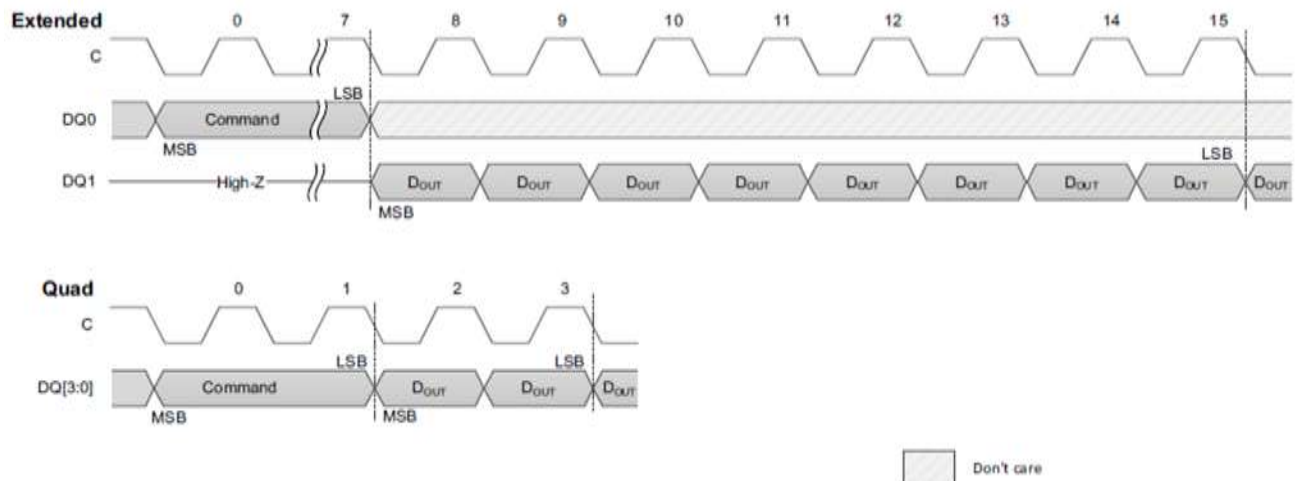 Extended 0 7 8 9 10 11 12 13 14 15
C
LSB
DQ0 Command
MSB LSB
DQ1 High-Z DOUT DOUT DOUT DOUT DOUT DOUT DOUT DOUT DOUT
MSB
Quad 0 1 2 3
C
LSB LSB
DQ[3:0] Command DOUT DOUT DOUT
MSB MSB
Don't care